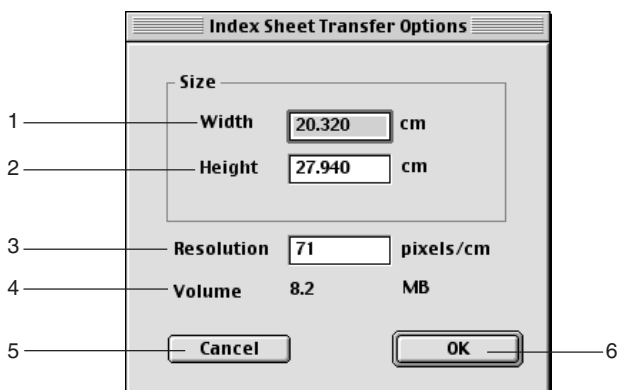 Index Sheet Transfer Options
Size
1 Width 20.320 cm
2 Height 27.940 cm
3 Resolution 71 pixels/cm
4 Volume 8.2 MB
5 Cancel OK 6